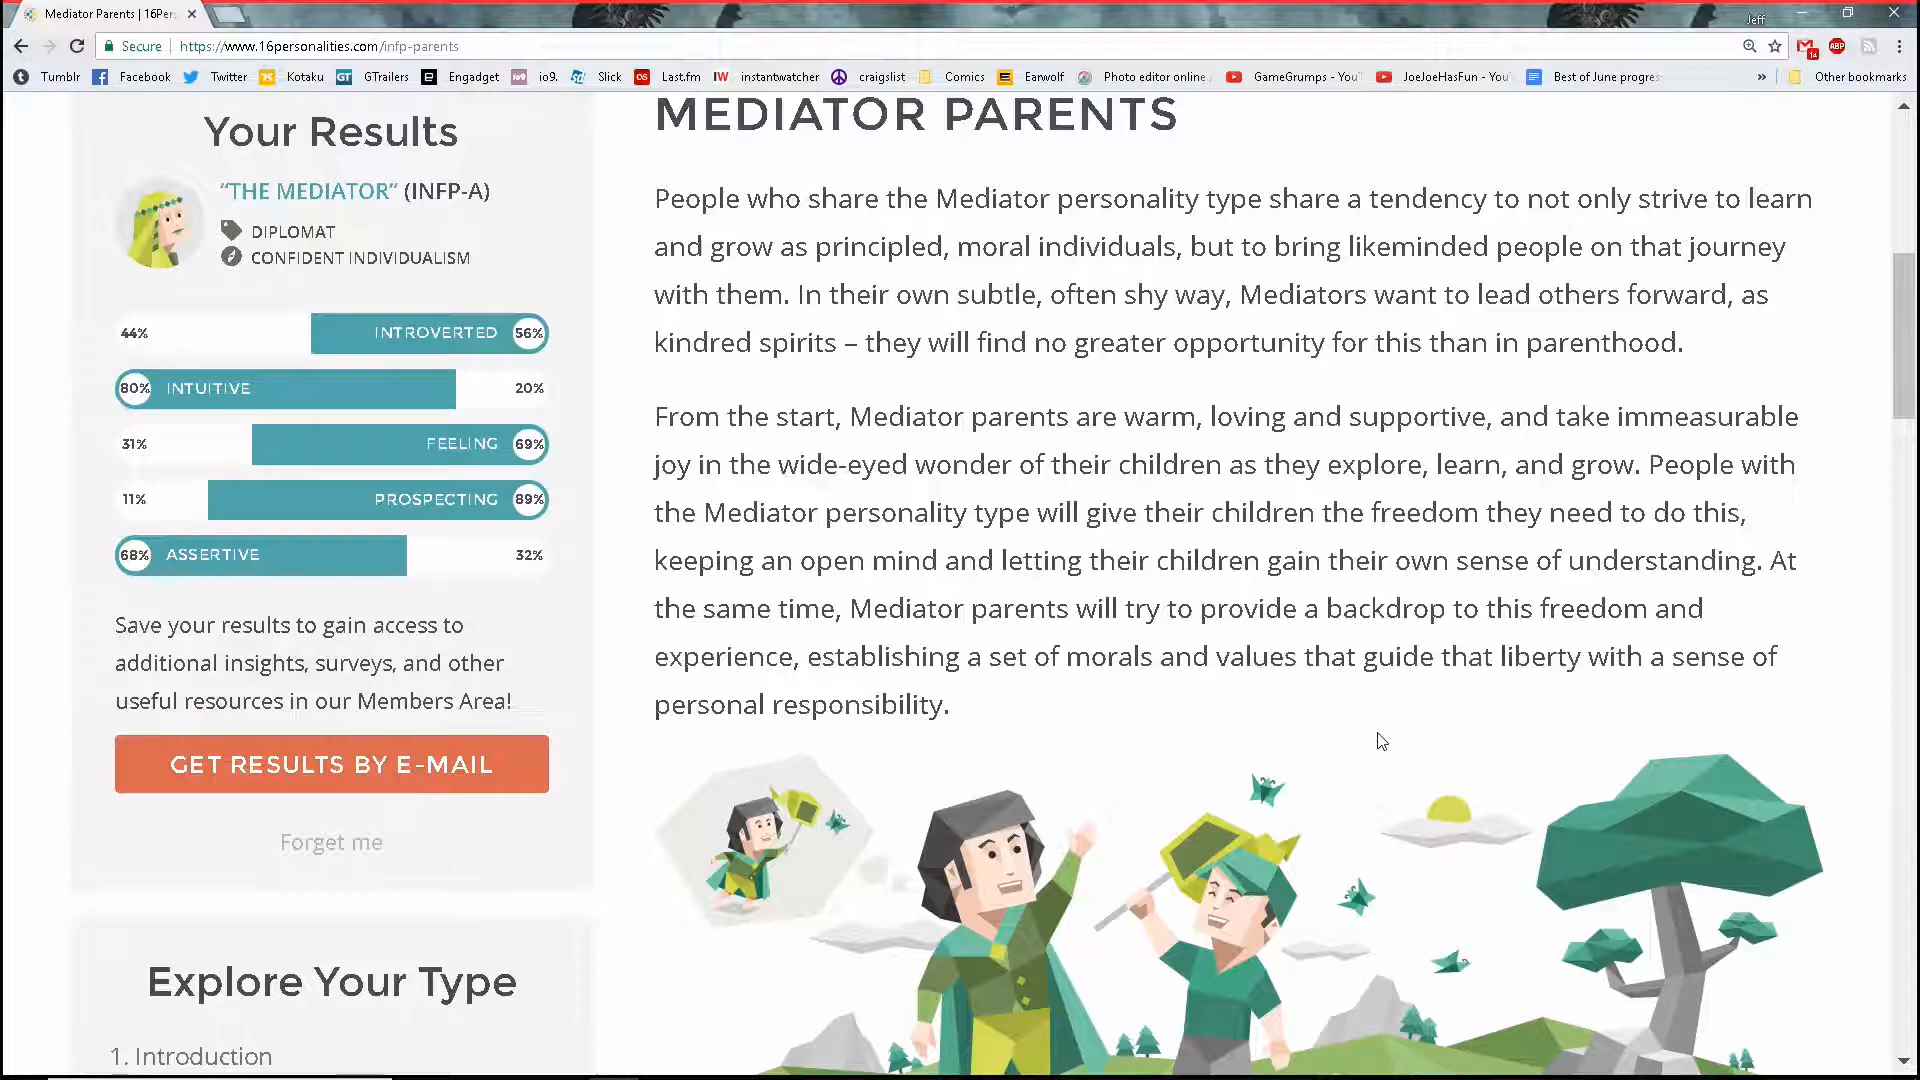 Mediator Parents | 16Per
Jeff
Secure
https://www.16personalities.com/infp-parents
14
ABP
Tumblr
Facebook
Twitter
Kotaku
GT
GTrailers
Engadget
io9.
Slick
Last.fm
IW
instantwatcher
craigslist
Comics
Earwolf
Photo editor online
GameGrumps - You
JoeJoeHasFun - You
Best of June progres
»
Other bookmarks
Your Results
"THE MEDIATOR" (INFP-A)
DIPLOMAT
CONFIDENT INDIVIDUALISM
44% INTROVERTED 56%
80% INTUITIVE 20%
31% FEELING 69%
11% PROSPECTING 89%
68% ASSERTIVE 32%
Save your results to gain access to
additional insights, surveys, and other
useful resources in our Members Area!
GET RESULTS BY E-MAIL
Forget me
Explore Your Type
1. Introduction
MEDIATOR PARENTS
People who share the Mediator personality type share a tendency to not only strive to learn
and grow as principled, moral individuals, but to bring likeminded people on that journey
with them. In their own subtle, often shy way, Mediators want to lead others forward, as
kindred spirits – they will find no greater opportunity for this than in parenthood.
From the start, Mediator parents are warm, loving and supportive, and take immeasurable
joy in the wide-eyed wonder of their children as they explore, learn, and grow. People with
the Mediator personality type will give their children the freedom they need to do this,
keeping an open mind and letting their children gain their own sense of understanding. At
the same time, Mediator parents will try to provide a backdrop to this freedom and
experience, establishing a set of morals and values that guide that liberty with a sense of
personal responsibility.